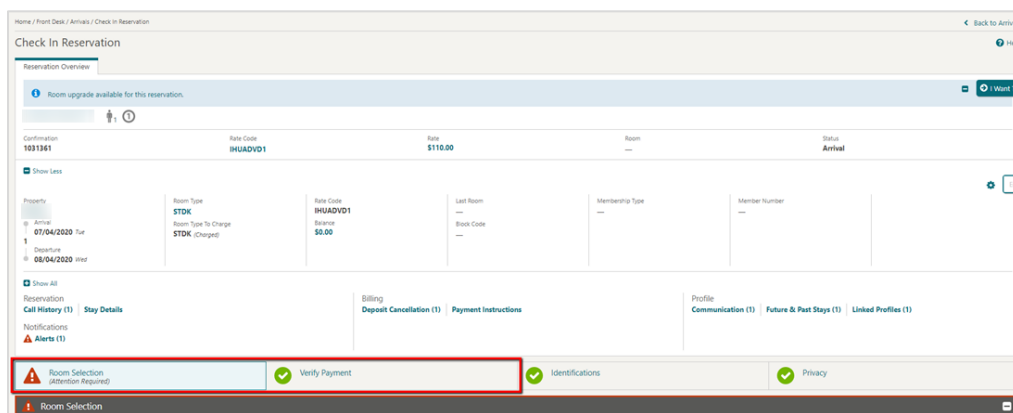 Home / Front Desk / Arrivals / Check In Reservation
Back to Arriv
Check In Reservation
Reservation Overview
Room upgrade available for this reservation.
I Want
1 1
Confirmation Rate Code Rate Room Status
1031361 IHUADVD1 $110.00 — Arrival
Show Less
Property Room Type Rate Code Last Room Membership Type Member Number
STDK IHUADVD1 — — —
Arrival Room Type To Charge Balance Block Code
07/04/2020 Tue STDK (Charged) $0.00 —
1
Departure
08/04/2020 Wed
Show All
Reservation Billing Profile
Call History (1) Stay Details Deposit Cancellation (1) Payment Instructions Communication (1) Future & Past Stays (1) Linked Profiles (1)
Notifications
Alerts (1)
Room Selection Verify Payment Identifications Privacy
(Attention Required)
Room Selection